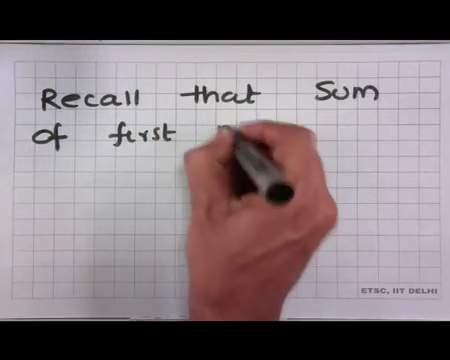 Recall that Sum
of first
ETSC, IIT DELHI